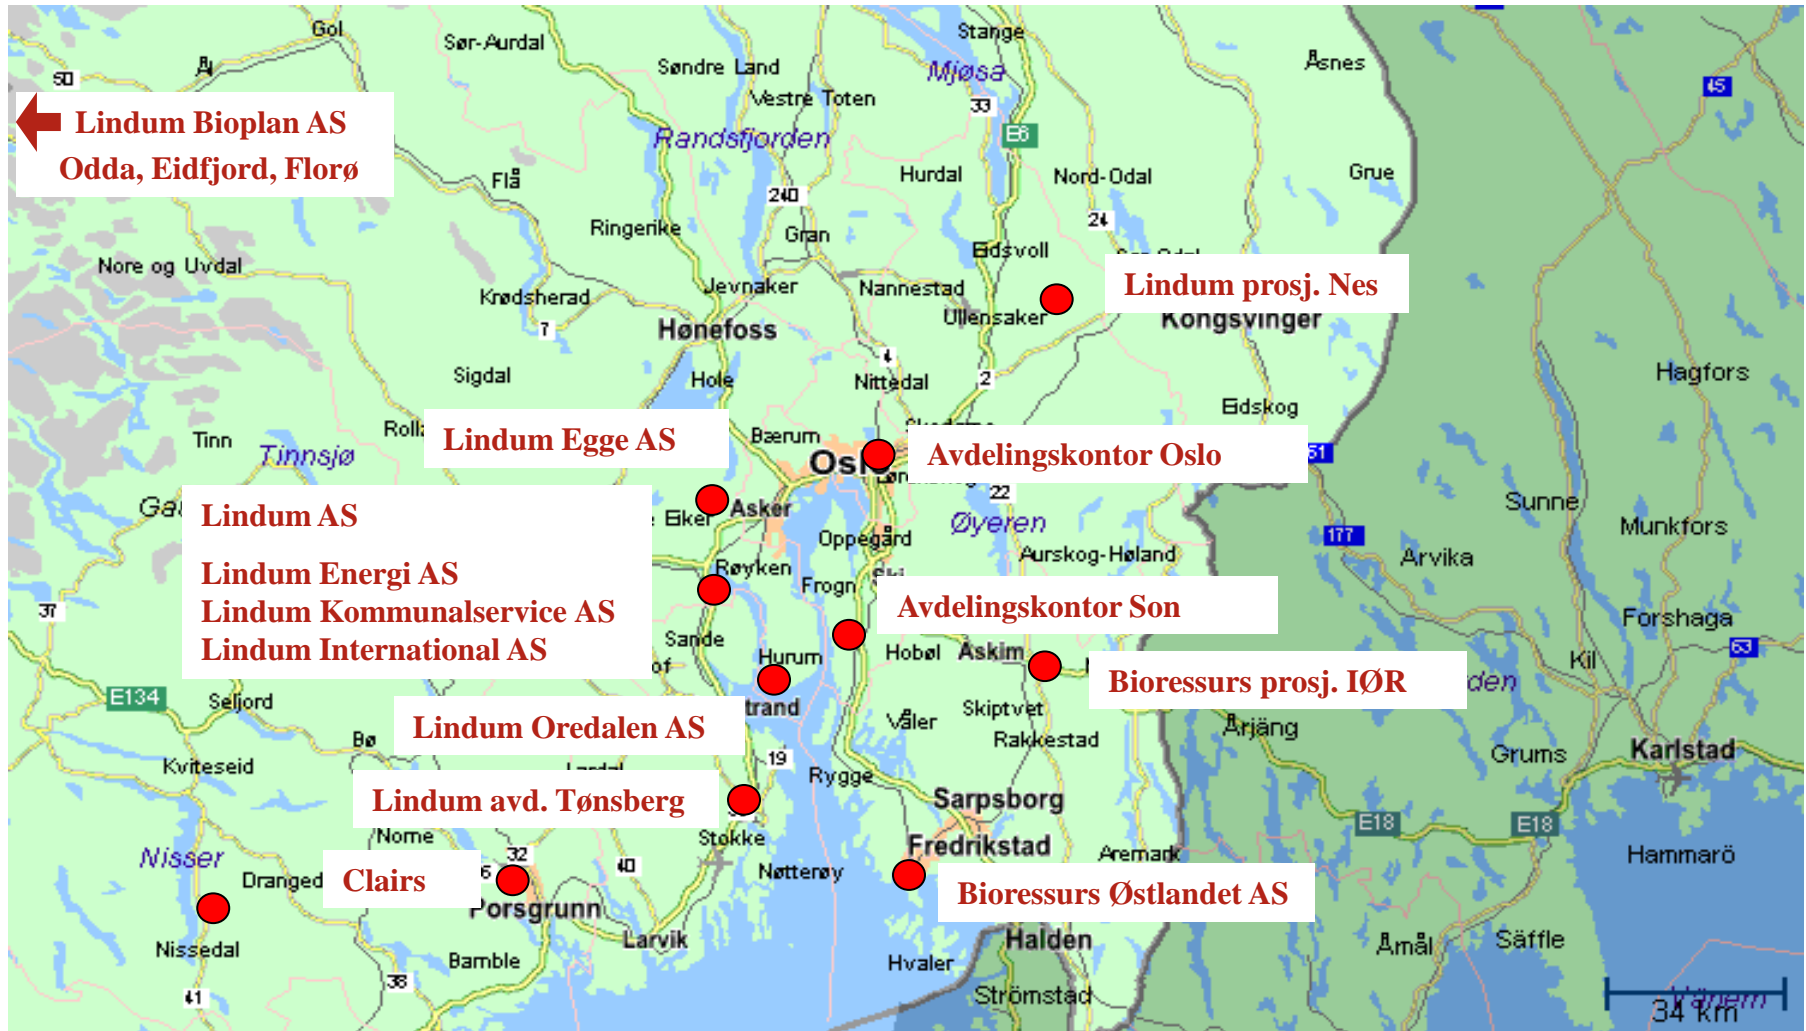 Gol
Sør-Aurdal
Stange
Ål
50
Søndre Land
Mjøsa
Åsnes
Vestre Toten
33
45
Lindum Bioplan AS
Odda, Eidfjord, Florø
Randsfjorden
E6
Flå
240
Hurdal
Nord-Odal
Grue
24
Ringerike
Gran
Eidsvoll
Nore og Uvdal
Krødsherad
Jevnaker
Nannestad
Lindum prosj. Nes
7
Hønefoss
Ullensaker
Kongsvinger
4
Sigdal
Hole
Nittedal
2
Hagfors
Eidskog
Tinn
Tinnsjø
Lindum Egge AS
Bærum
Oslo
Avdelingskontor Oslo
Lindum AS
Eiker
Asker
22
Øyeren
Sunne
Munkfors
Oppegård
177
Arvika
Lindum Energi AS
Røyken
Frogn
Ski
Aurskog-Høland
Lindum Kommunalservice AS
Avdelingskontor Son
Forshaga
37
Lindum International AS
Sande
Hurum
Hobøl
Askim
63
Kil
E134
Seljord
Bioressurs prosj. IØR
Lindum Oredalen AS
Våler
Skiptvet
Årjäng
Bø
Rakkestad
Grums
Karlstad
Kviteseid
19
Rygge
Lindum avd. Tønsberg
Sarpsborg
E18
E18
Nome
Stokke
Fredrikstad
Aremark
Hammarö
Nisser
32
40
Nøtterøy
Clairs
Bioressurs Østlandet AS
Porsgrunn
Nissedal
Larvik
Halden
Åmål
Säffle
Bamble
Hvaler
38
41
Strömstad
Vänern
34 km